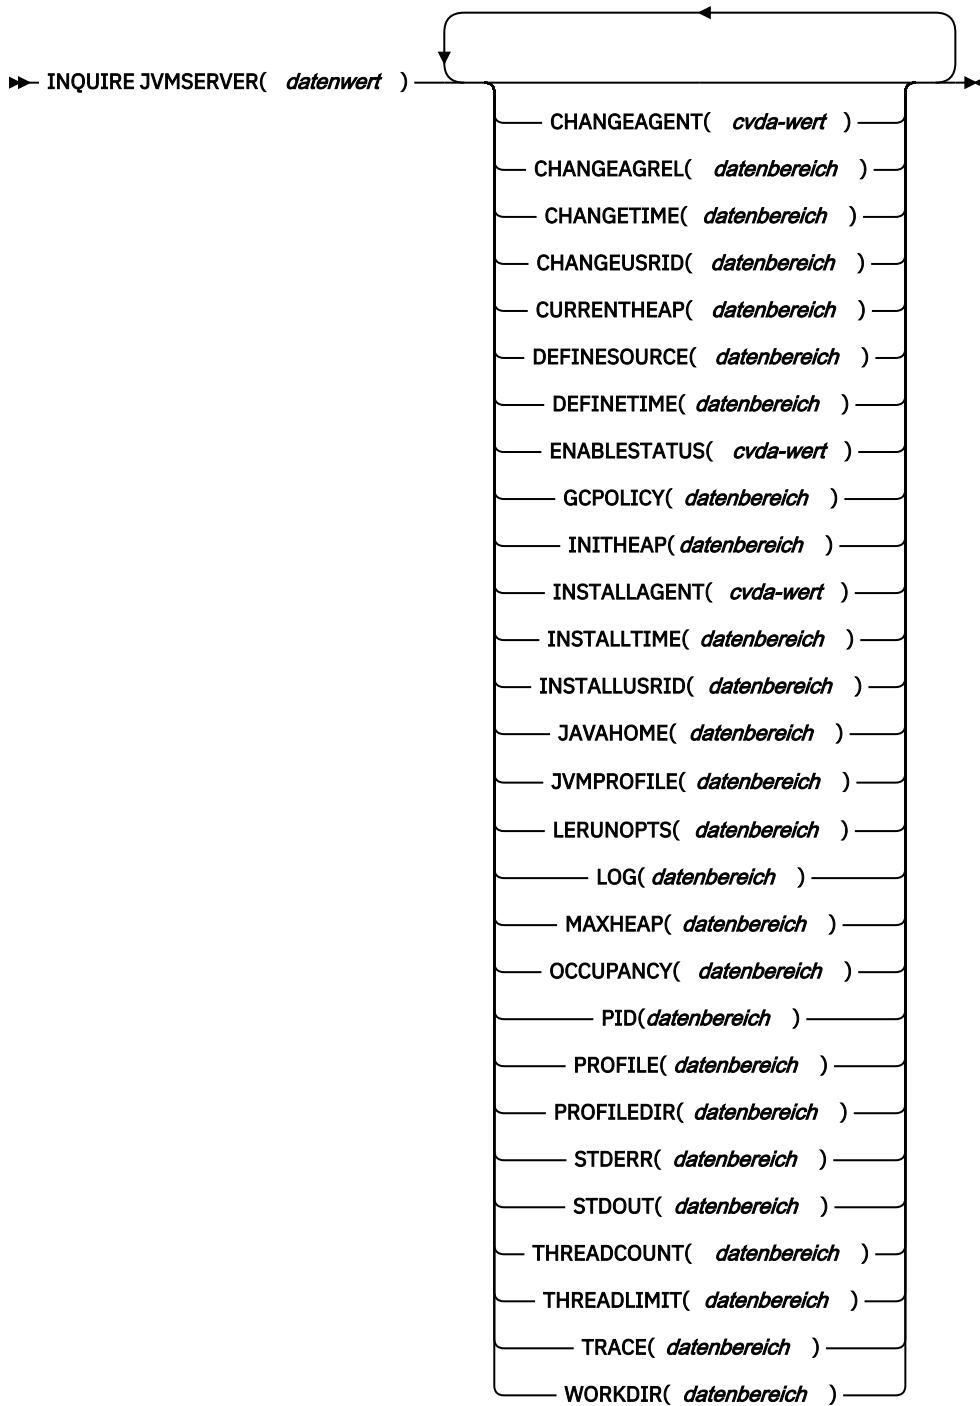 INQUIRE JVMSERVER( datenwert )
CHANGEAGENT( cvda-wert )
CHANGEAGREL( datenbereich )
CHANGETIME( datenbereich )
CHANGEUSRID( datenbereich )
CURRENTHEAP( datenbereich )
DEFINESOURCE( datenbereich )
DEFINETIME( datenbereich )
ENABLESTATUS( cvda-wert )
GCPOLICY( datenbereich )
INITHEAP( datenbereich )
INSTALLAGENT( cvda-wert )
INSTALLTIME( datenbereich )
INSTALLUSRID( datenbereich )
JAVAHOME( datenbereich )
JVMPROFILE( datenbereich )
LERUNOPTS( datenbereich )
LOG( datenbereich )
MAXHEAP( datenbereich )
OCCUPANCY( datenbereich )
PID(datenbereich )
PROFILE( datenbereich )
PROFILEDIR( datenbereich )
STDERR( datenbereich )
STDOUT( datenbereich )
THREADCOUNT( datenbereich )
THREADLIMIT( datenbereich )
TRACE( datenbereich )
WORKDIR( datenbereich )